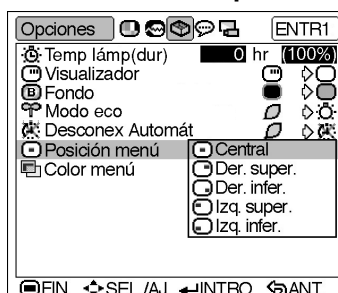 Opciones ENTR1
Temp lámp(dur) 0 hr (100%)
Visualizador
B Fondo
Modo eco
Desconex Automát
Posición menú Central
Color menú Der. super.
Der. infer.
Izq. super.
Izq. infer.
FIN SEL./AJ. INTRO ANT.